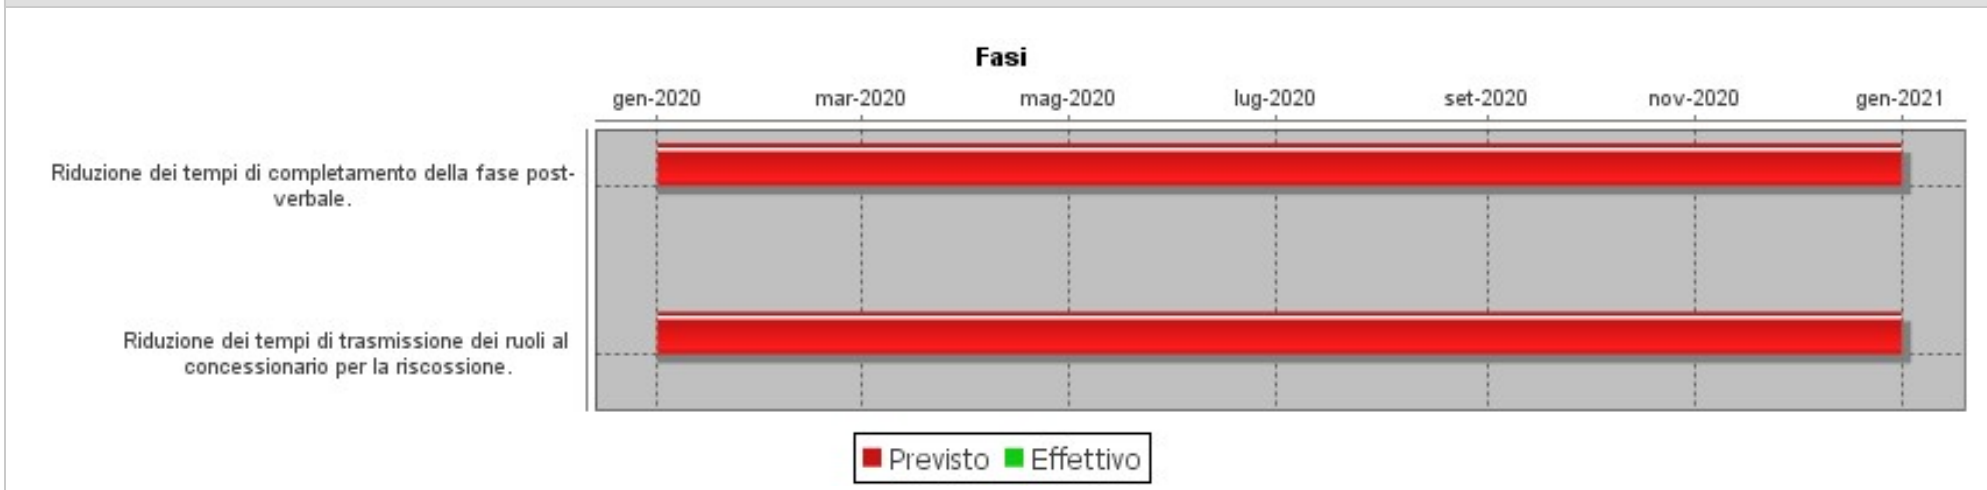 Fasi
gen-2020 mar-2020 mag-2020 lug-2020 set-2020 nov-2020 gen-2021
Riduzione dei tempi di completamento della fase post-
verbale.
Riduzione dei tempi di trasmissione dei ruoli al
concessionario per la riscossione.
Previsto Effettivo